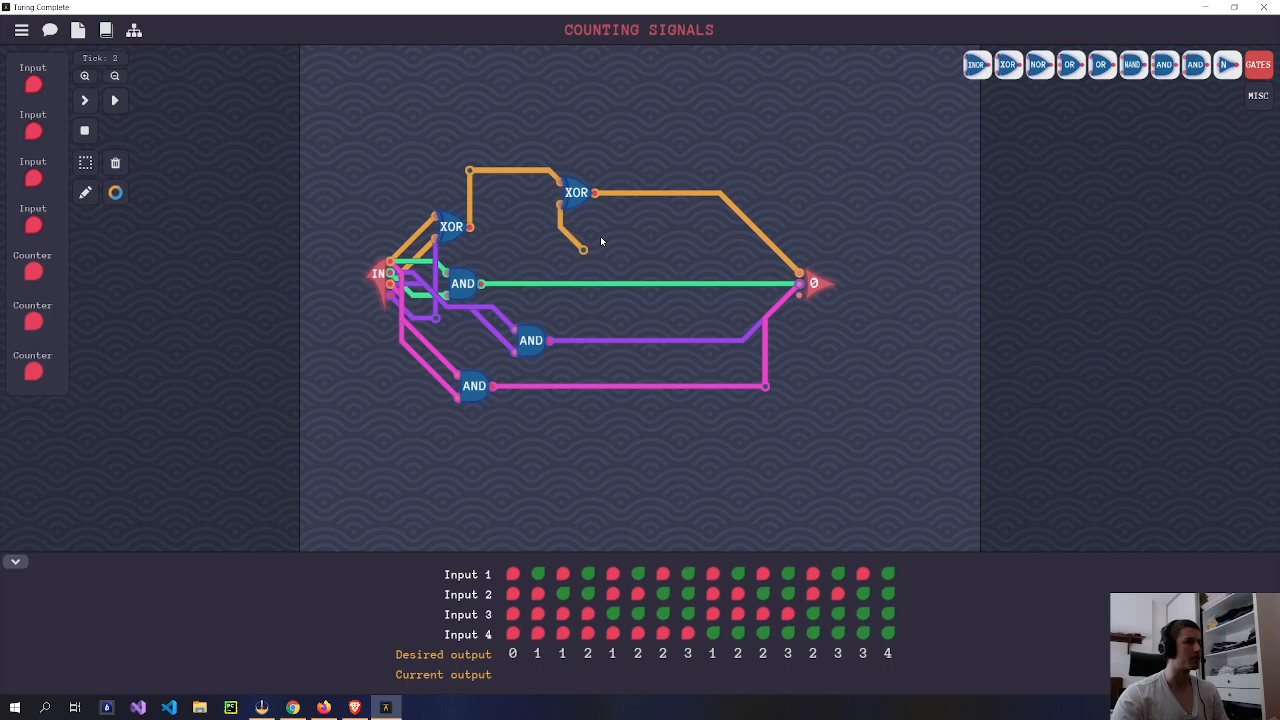 Turing Complete
COUNTING SIGNALS
Input
Input
Input
Input
Counter
Counter
Counter
Tick: 2
XOR NOR OR OR NAND AND AND N GATES
MISC
XOR
XOR
IN
AND
0
AND
AND
Input 1
Input 2
Input 3
Input 4
Desired output 0 1 1 2 1 2 2 3 1 2 2 3 2 3 3 4
Current output